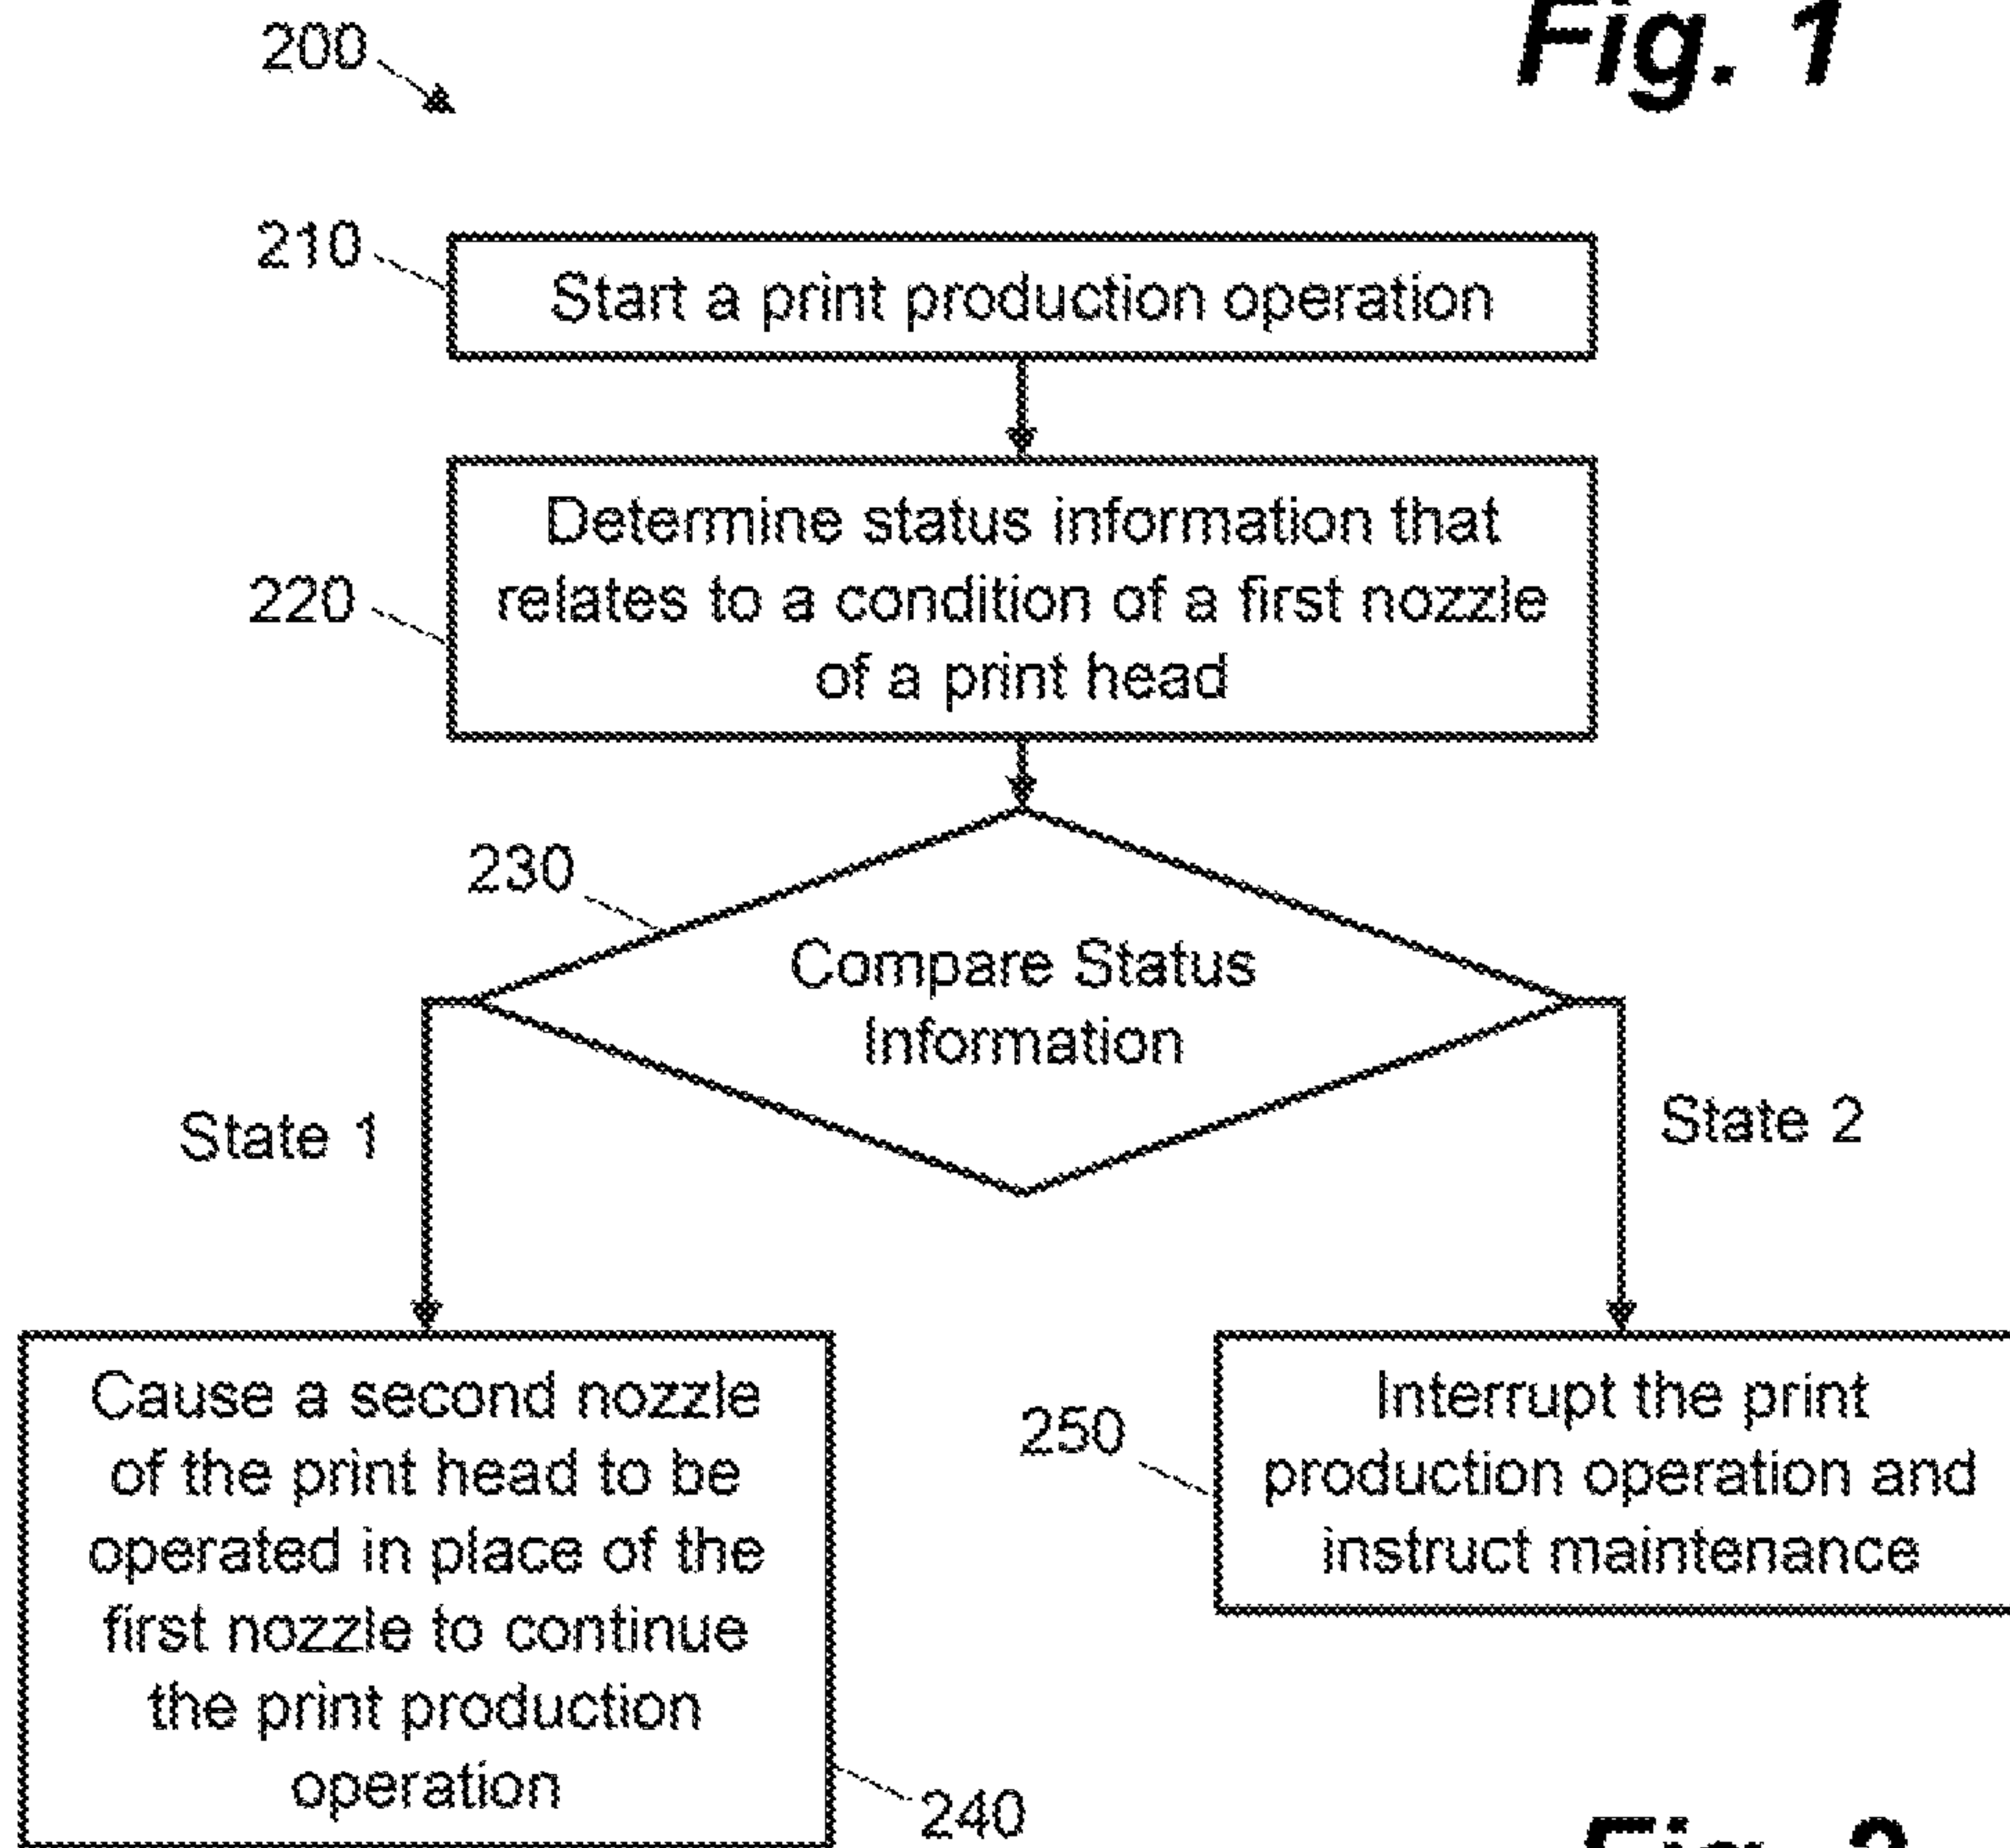 Fig. 1
200
210
Start a print production operation
220
Determine status information that
relates to a condition of a first nozzle
of a print head
230
Compare Status
Information
State 1
State 2
Cause a second nozzle
of the print head to be
operated in place of the
first nozzle to continue
the print production
operation
240
250
Interrupt the print
production operation and
instruct maintenance